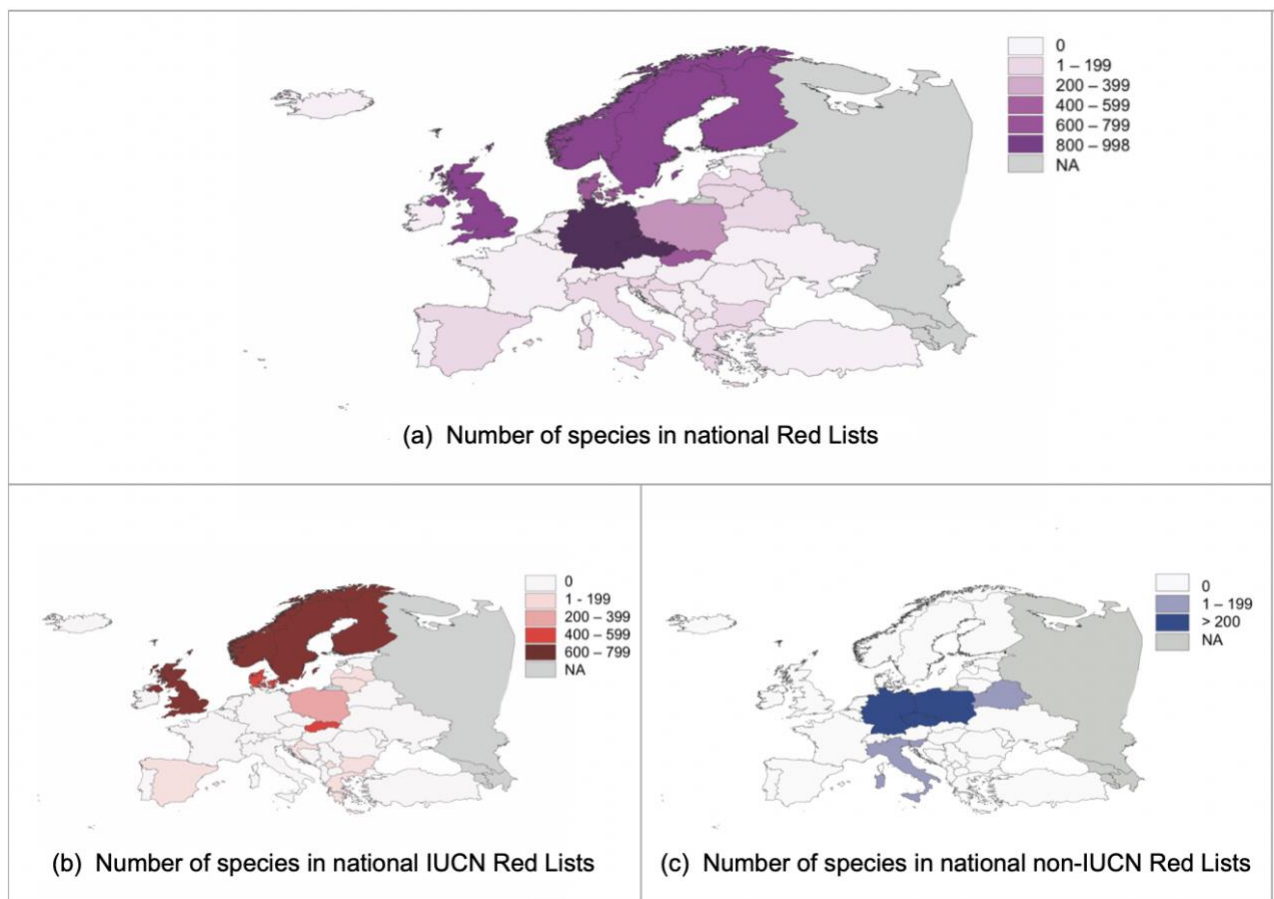 0
1 – 199
200 – 399
400 – 599
600 – 799
800 – 998
NA
(a) Number of species in national Red Lists
0
1 - 199
200 – 399
400 – 599
600 – 799
NA
(b) Number of species in national IUCN Red Lists
0
1 – 199
> 200
NA
(c) Number of species in national non-IUCN Red Lists